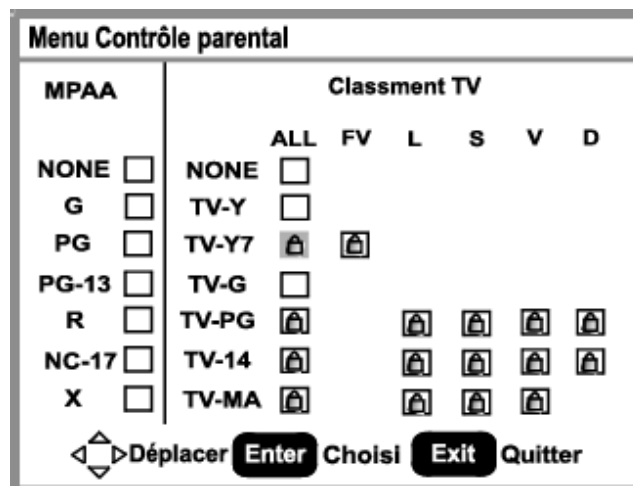 Menu Contrôle parental
MPAA
Classment TV
ALL FV L S V D
NONE NONE
G TV-Y
PG TV-Y7
PG-13 TV-G
R TV-PG
NC-17 TV-14
X TV-MA
Déplacer Enter Choisi Exit Quitter